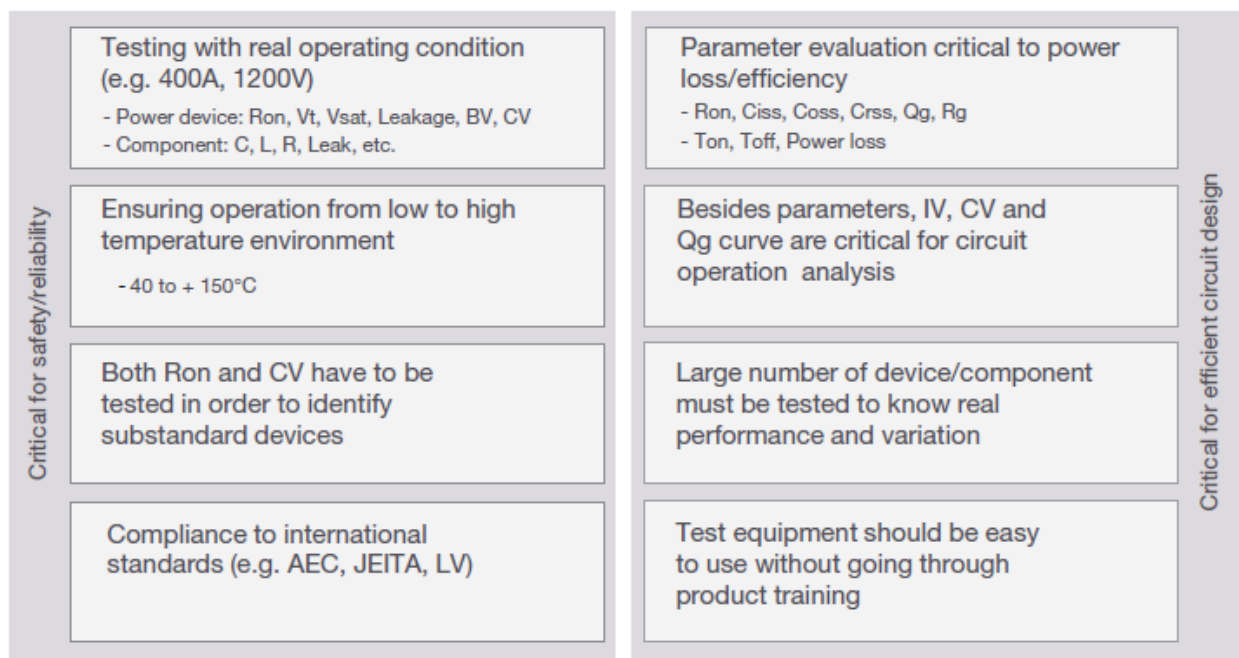 Critical for safety/reliability
Testing with real operating condition
(e.g. 400A, 1200V)
- Power device: Ron, Vt, Vsat, Leakage, BV, CV
- Component: C, L, R, Leak, etc.
Ensuring operation from low to high
temperature environment
- 40 to + 150°C
Both Ron and CV have to be
tested in order to identify
substandard devices
Compliance to international
standards (e.g. AEC, JEITA, LV)
Parameter evaluation critical to power
loss/efficiency
- Ron, Ciss, Coss, Crss, Qg, Rg
- Ton, Toff, Power loss
Besides parameters, IV, CV and
Qg curve are critical for circuit
operation analysis
Large number of device/component
must be tested to know real
performance and variation
Test equipment should be easy
to use without going through
product training
Critical for efficient circuit design